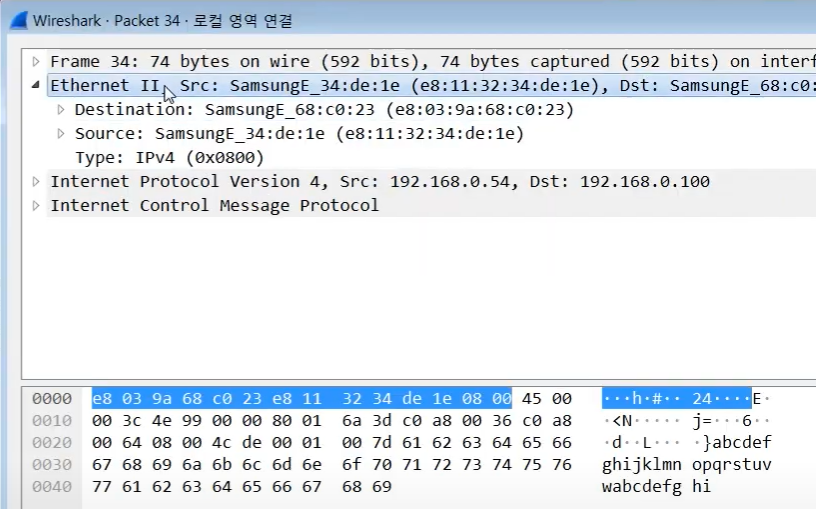 Wireshark · Packet 34 · 로컬 영역 연결
Frame 34: 74 bytes on wire (592 bits), 74 bytes captured (592 bits) on interf
Ethernet II, Src: SamsungE_34:de:1e (e8:11:32:34:de:1e), Dst: SamsungE_68:c0:
Destination: SamsungE_68:c0:23 (e8:03:9a:68:c0:23)
Source: SamsungE_34:de:1e (e8:11:32:34:de:1e)
Type: IPv4 (0x0800)
Internet Protocol Version 4, Src: 192.168.0.54, Dst: 192.168.0.100
Internet Control Message Protocol
0000 e8 03 9a 68 c0 23 e8 11 32 34 de 1e 08 00 45 00 ···h·#·· 24····E·
0010 00 3c 4e 99 00 00 80 01 6a 3d c0 a8 00 36 c0 a8 ·<N····· j=···6··
0020 00 64 08 00 4c de 00 01 00 7d 61 62 63 64 65 66 ·d··L··· ·}abcdef
0030 67 68 69 6a 6b 6c 6d 6e 6f 70 71 72 73 74 75 76 ghijklmn opqrstuv
0040 77 61 62 63 64 65 66 67 68 69 wabcdefg hi